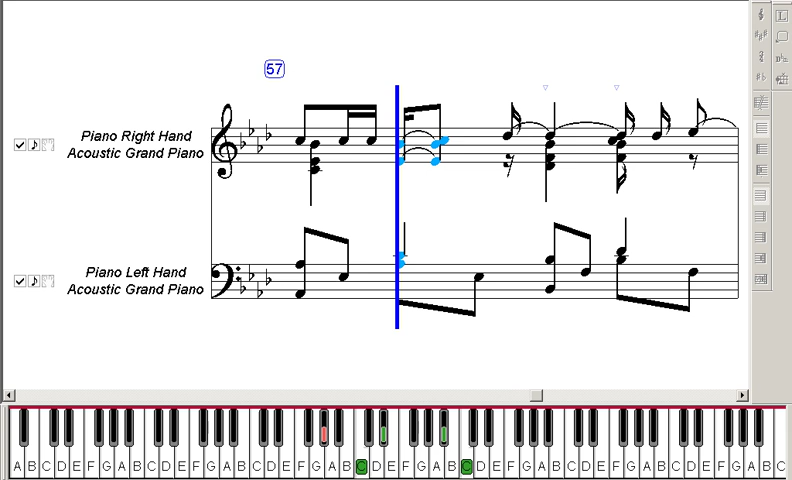 57
Piano Right Hand
Acoustic Grand Piano
Piano Left Hand
Acoustic Grand Piano
L
A B C D E F G A B C D E F G A B C D E F G A B C D E F G A B C D E F G A B C D E F G A B C D E F G A B C